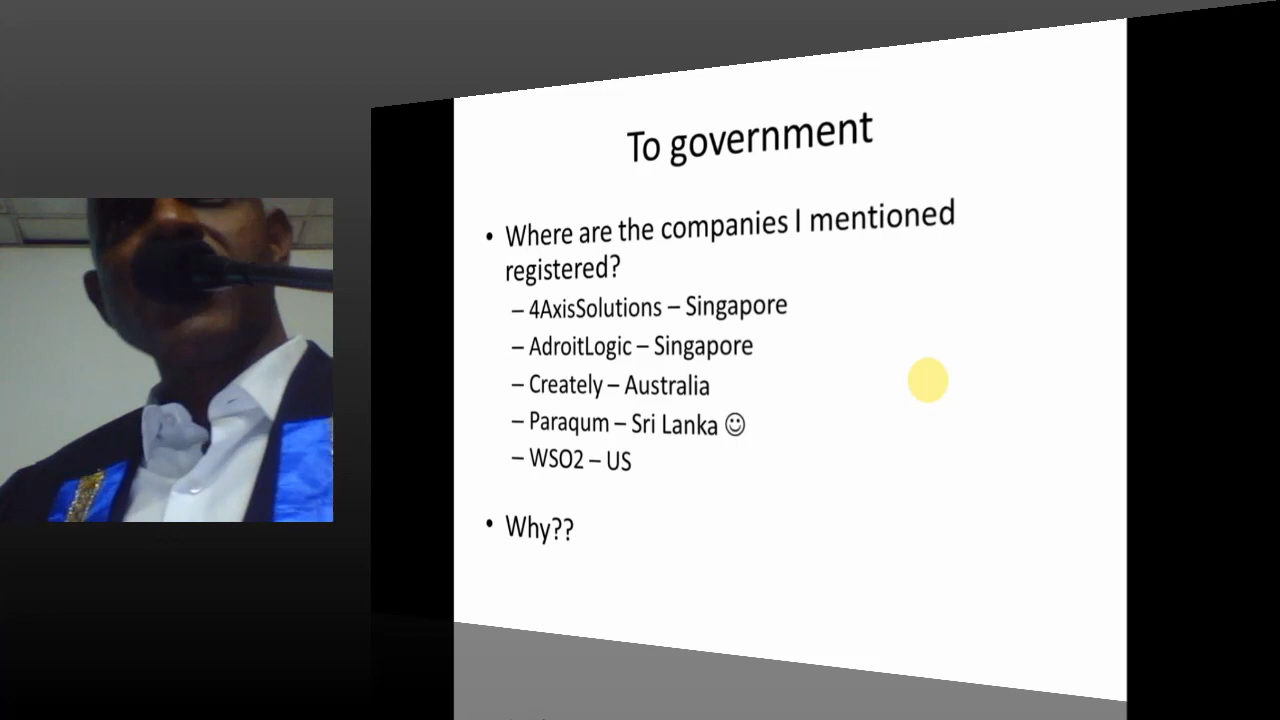 To government
• Where are the companies I mentioned
registered?
– 4AxisSolutions – Singapore
– AdroitLogic – Singapore
– Creately – Australia
– Paraqum – Sri Lanka ☺
– WSO2 – US
• Why??